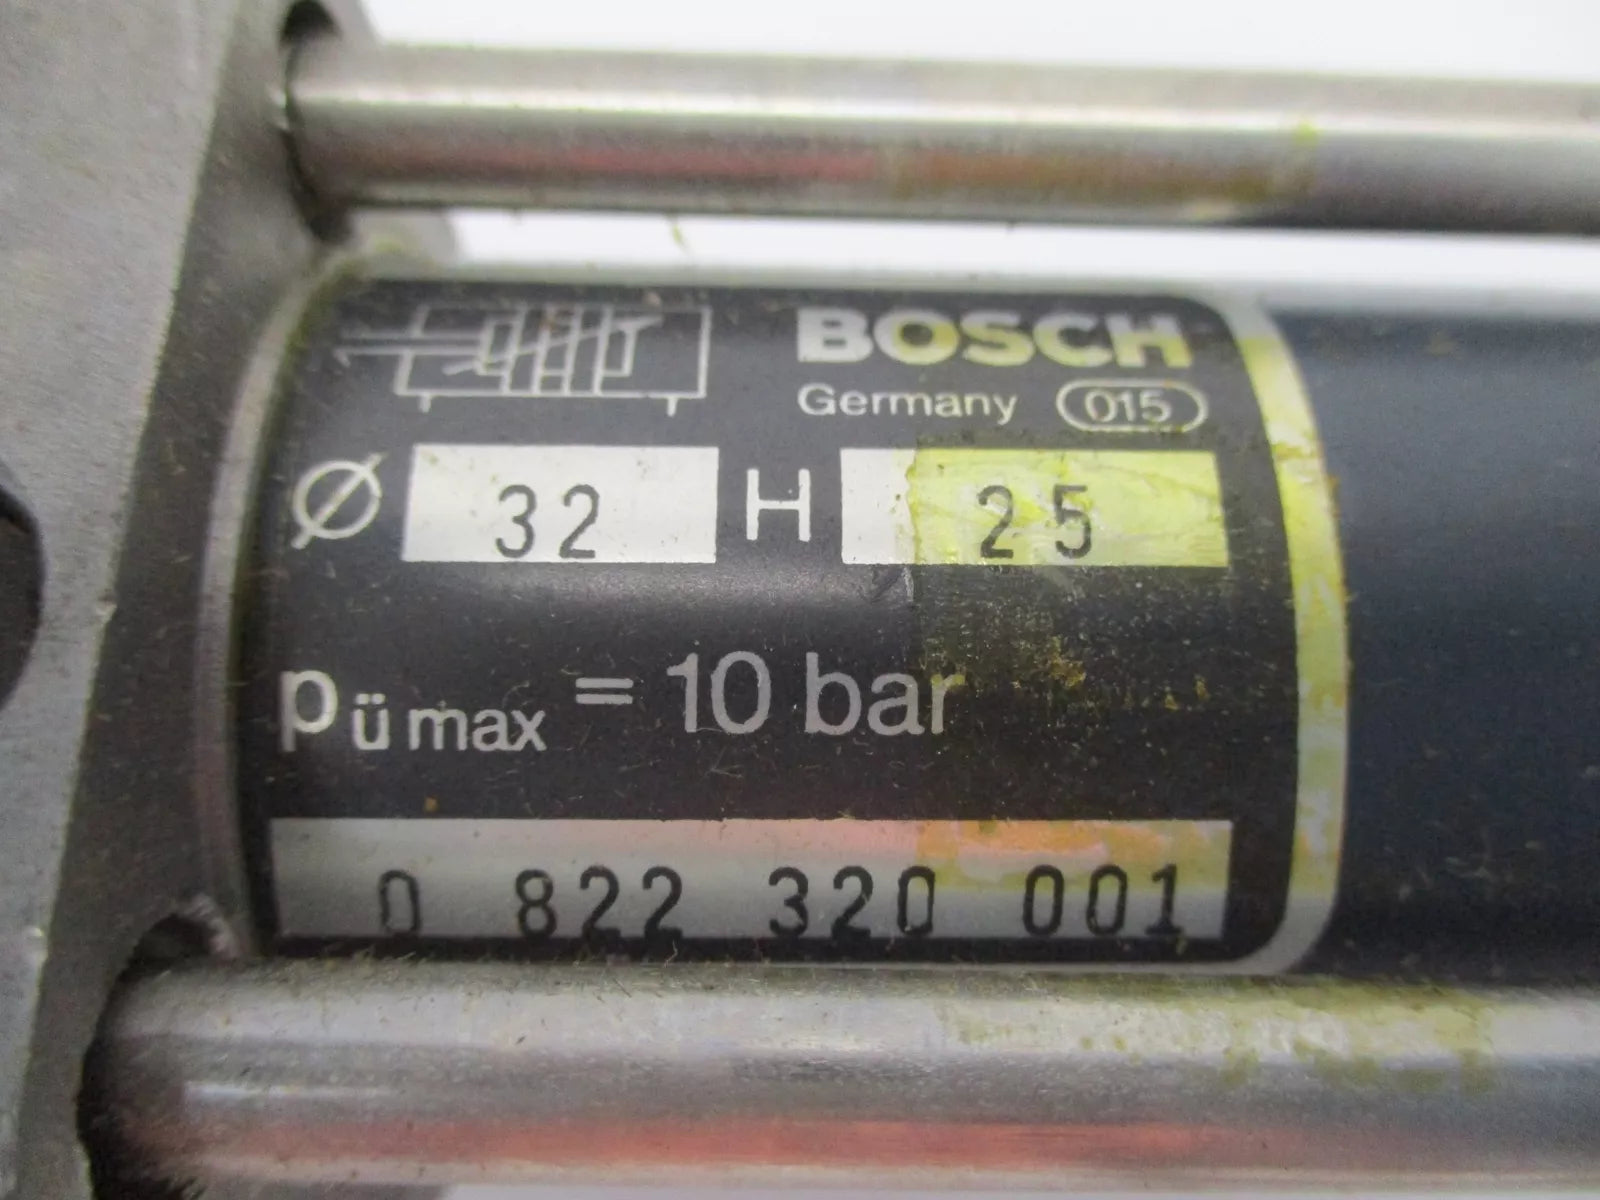 BOSCH
Germany 015
Ø 32 H 25
pü max = 10 bar
0 822 320 001